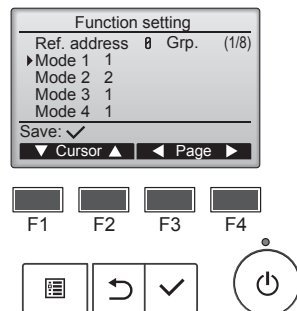 Function setting
Ref. address 0 Grp. (1/8)
Mode 1 1
Mode 2 2
Mode 3 1
Mode 4 1
Save: ✓
▼ Cursor ▲ ◀ Page ▶
F1 F2 F3 F4